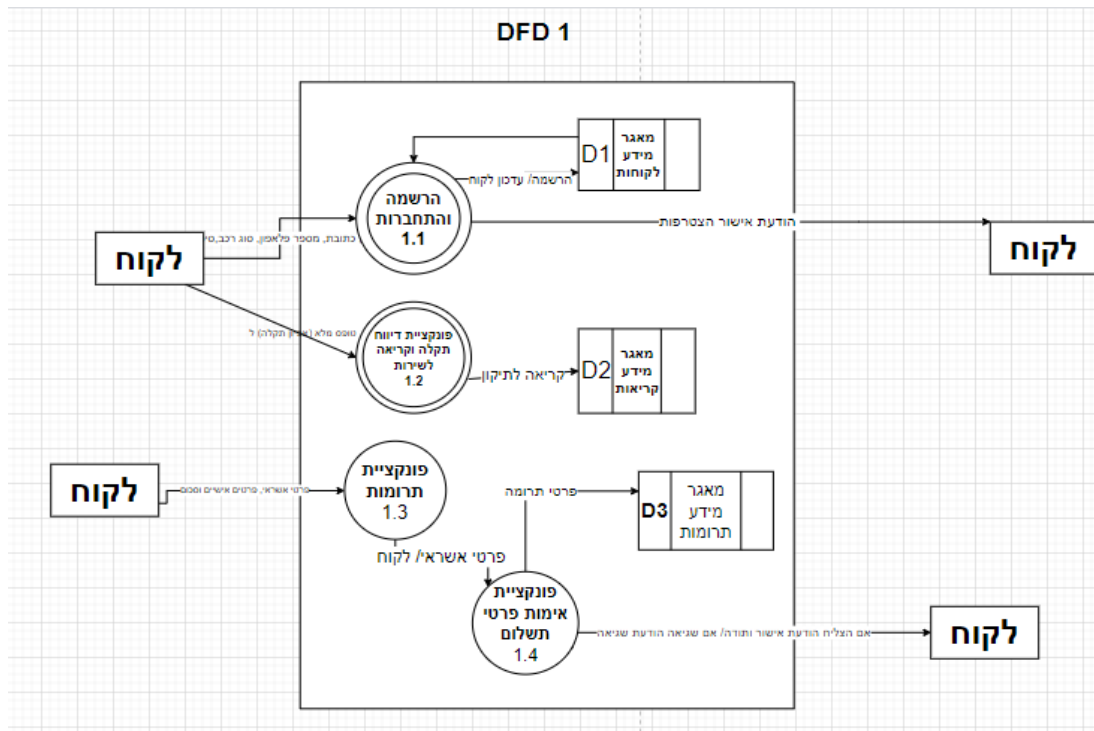 DFD 1
מאגר
מידע
לקוחות
D1
הרשמה/ עדכון לקוח
הרשמה
והתחברות
1.1
הודעת אישור הצטרפות
לקוח
כתובת, מספר פלאפון, סוג רכב,
לקוח
טופס מלא
תקלה) ל
פונקציית דיווח
תקלה וקריאה
לשירות
1.2
קריאה לתיקון
D2
מאגר
מידע
קריאות
לקוח
פרטי אשראי, פרטים אישיים וסכום
פונקציית
תרומות
1.3
פרטי אשראי/ לקוח
פרטי תרומה
D3
מאגר
מידע
תרומות
פונקציית
אימות פרטי
תשלום
1.4
אם הצליח הודעת אישור ותודה/ אם שגיאה הודעת שגיאה
לקוח